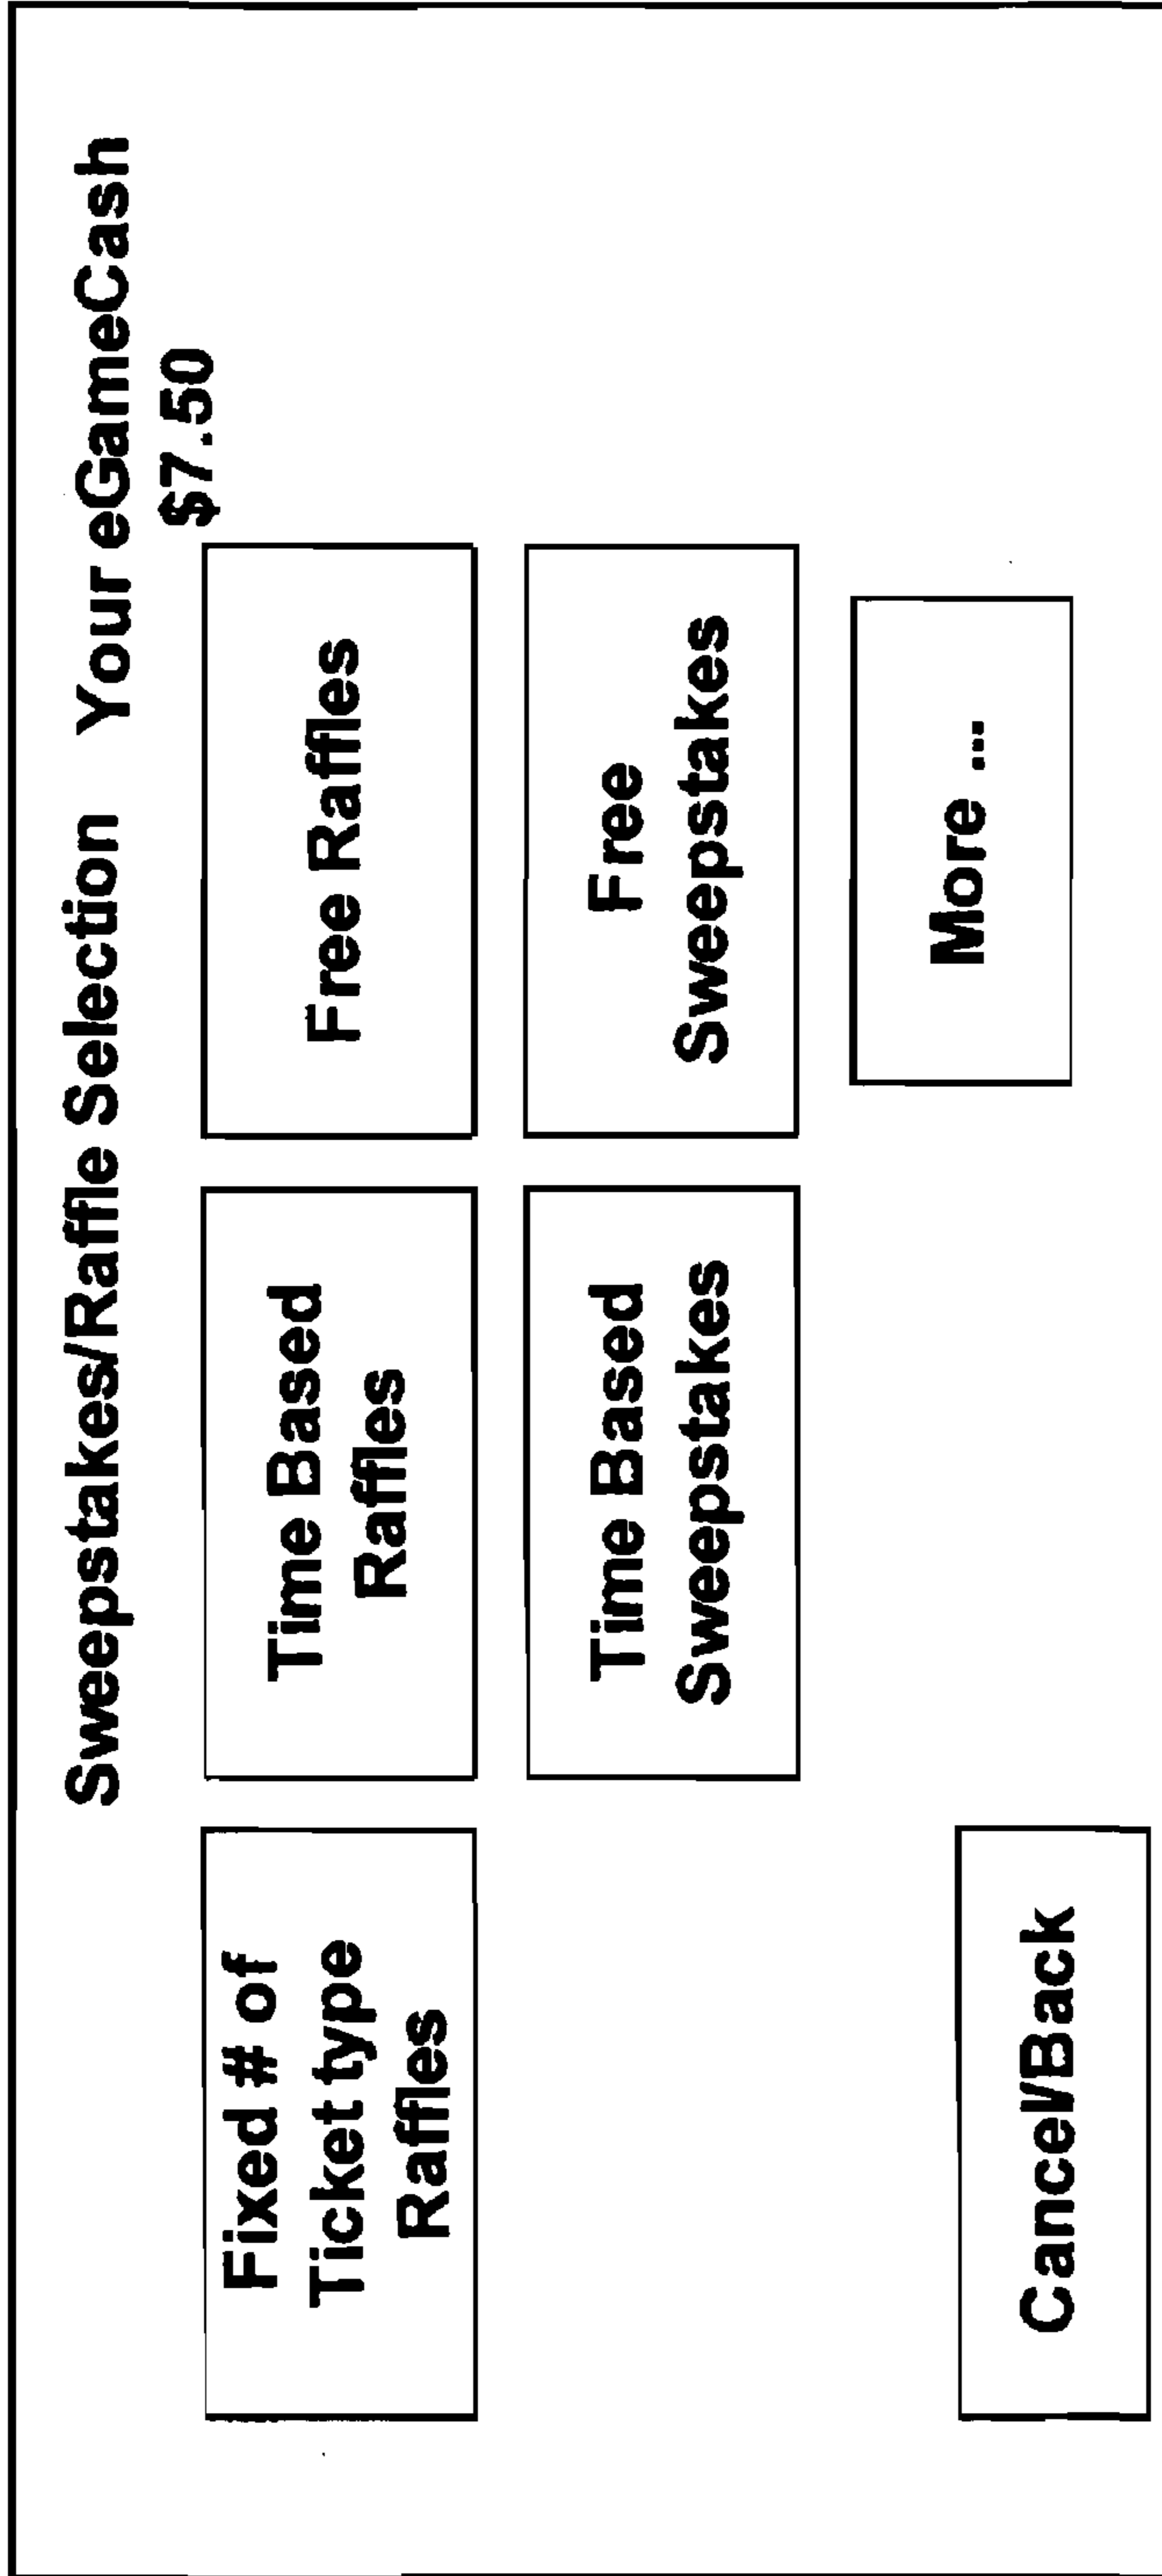 Sweepstakes/Raffle Selection Your eGameCash
$7.50
Fixed # of
Ticket type
Raffles
Time Based
Raffles
Free Raffles
Time Based
Sweepstakes
Free
Sweepstakes
More ...
Cancel/Back